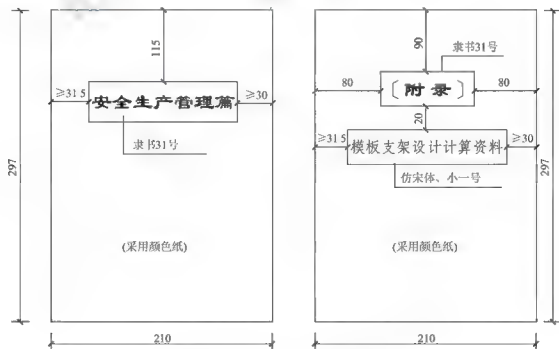 115
≥31 5
安全生产管理篇
≥30
隶书31号
297
(采用颜色纸)
210
90
隶书31号
80
〔附录〕
80
20
≥31 5
模板支架设计计算资料
≥30
仿宋体、小一号
297
(采用颜色纸)
210